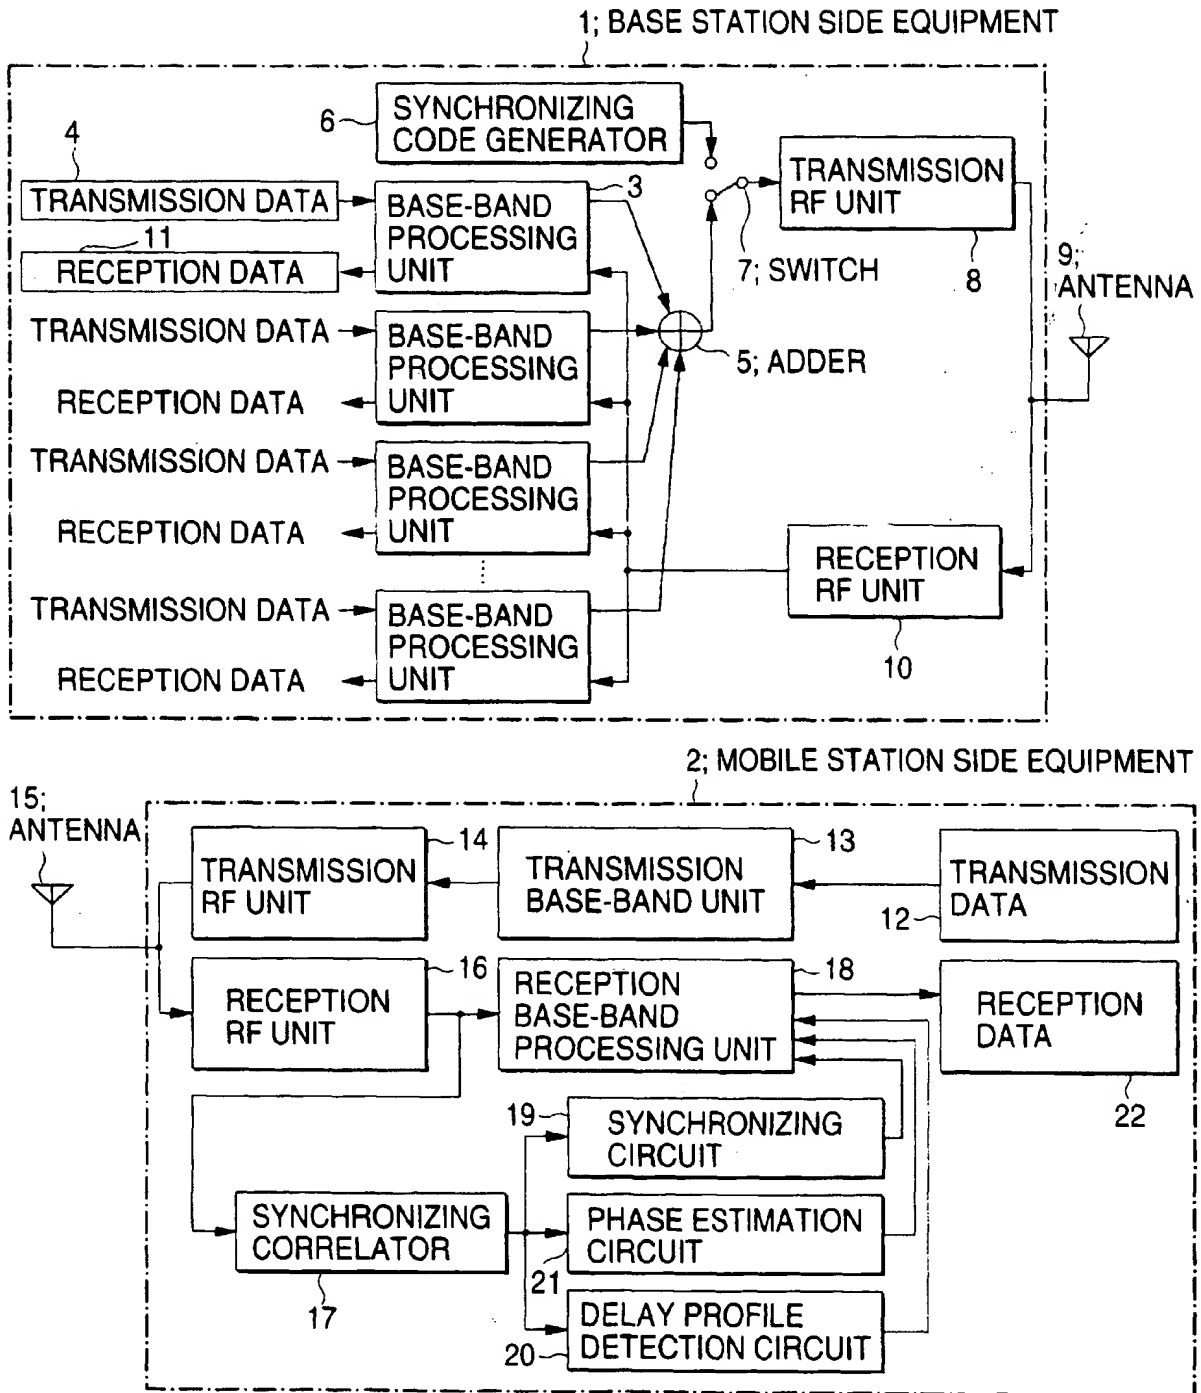 1; BASE STATION SIDE EQUIPMENT
6
SYNCHRONIZING
CODE GENERATOR
4
TRANSMISSION DATA
11
RECEPTION DATA
3
BASE-BAND
PROCESSING
UNIT
TRANSMISSION
RF UNIT
8
7; SWITCH
9;
ANTENNA
TRANSMISSION DATA
RECEPTION DATA
BASE-BAND
PROCESSING
UNIT
5; ADDER
TRANSMISSION DATA
RECEPTION DATA
BASE-BAND
PROCESSING
UNIT
RECEPTION
RF UNIT
10
TRANSMISSION DATA
RECEPTION DATA
BASE-BAND
PROCESSING
UNIT
2; MOBILE STATION SIDE EQUIPMENT
15;
ANTENNA
14
TRANSMISSION
RF UNIT
13
TRANSMISSION
BASE-BAND UNIT
12
TRANSMISSION
DATA
16
RECEPTION
RF UNIT
18
RECEPTION
BASE-BAND
PROCESSING UNIT
RECEPTION
DATA
22
19
SYNCHRONIZING
CIRCUIT
SYNCHRONIZING
CORRELATOR
17
PHASE ESTIMATION
CIRCUIT
21
DELAY PROFILE
DETECTION CIRCUIT
20